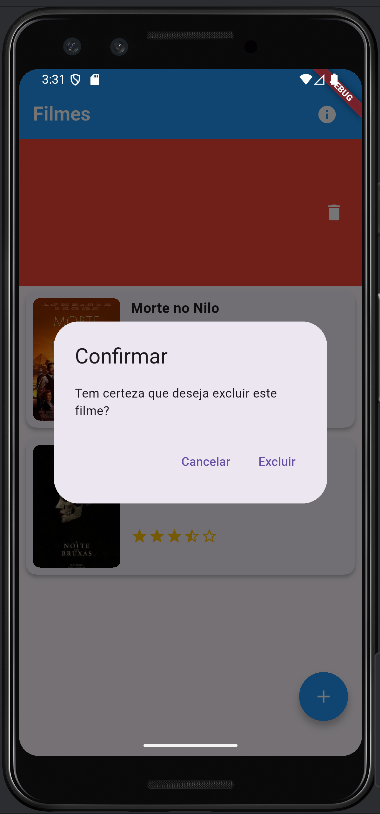 3:31
DEBUG
Filmes
Morte no Nilo
MORTE
Confirmar
Tem certeza que deseja excluir este
filme?
Cancelar
Excluir
NOITE
BRUXAS